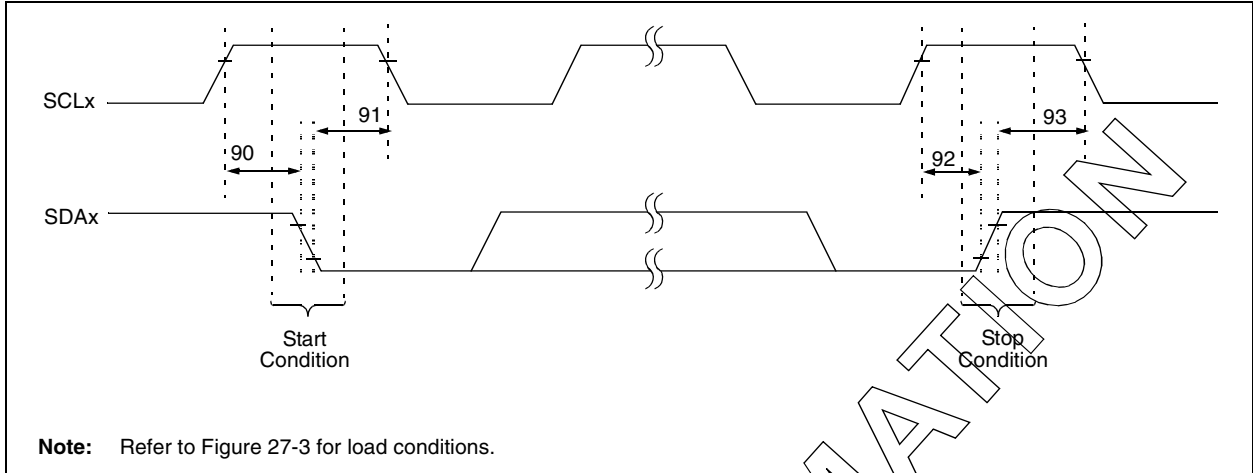 SCLx
91
93
90
92
SDAx
Start
Condition
Stop
Condition
Note: Refer to Figure 27-3 for load conditions.
MATION